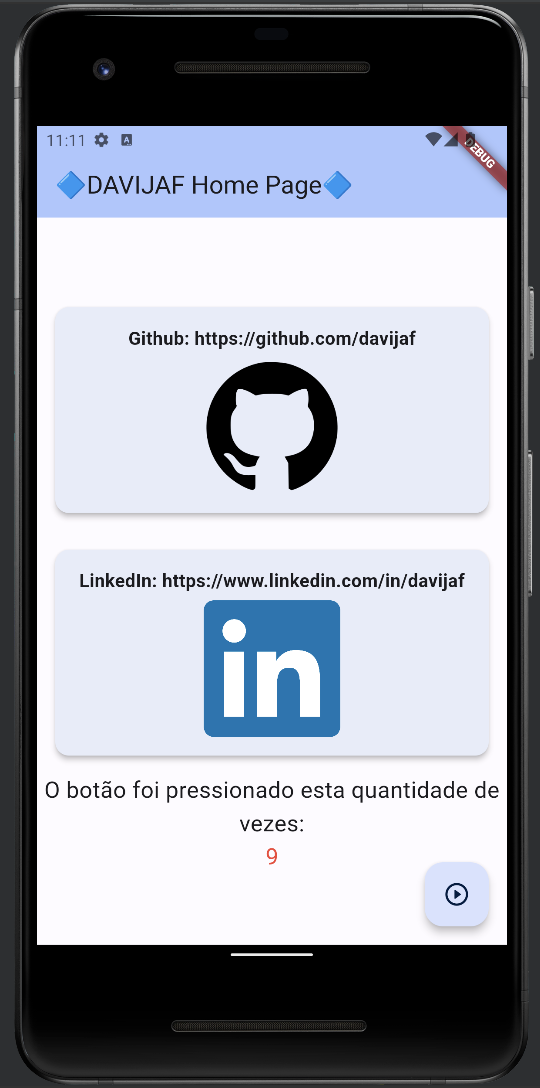 11:11 A
DEBUG
🔷DAVIJAF Home Page🔷
Github: https://github.com/davijaf
LinkedIn: https://www.linkedin.com/in/davijaf
in
O botão foi pressionado esta quantidade de
vezes:
9